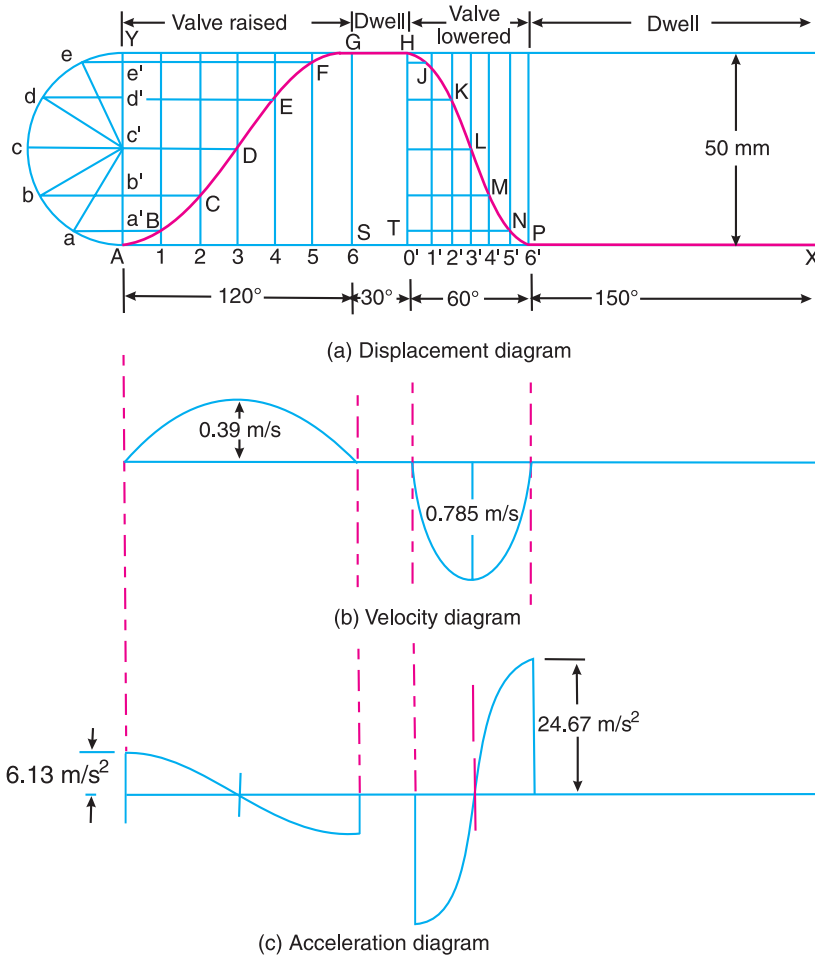 Y Valve raised Dwell Valve lowered Dwell
G H
e e' F J
d d' E K
c c' D L 50 mm
b b' C M
a a' B S T N P
A 1 2 3 4 5 6 0' 1' 2' 3' 4' 5' 6' X
120° 30° 60° 150°
(a) Displacement diagram
0.39 m/s
0.785 m/s
(b) Velocity diagram
24.67 m/s²
6.13 m/s²
(c) Acceleration diagram